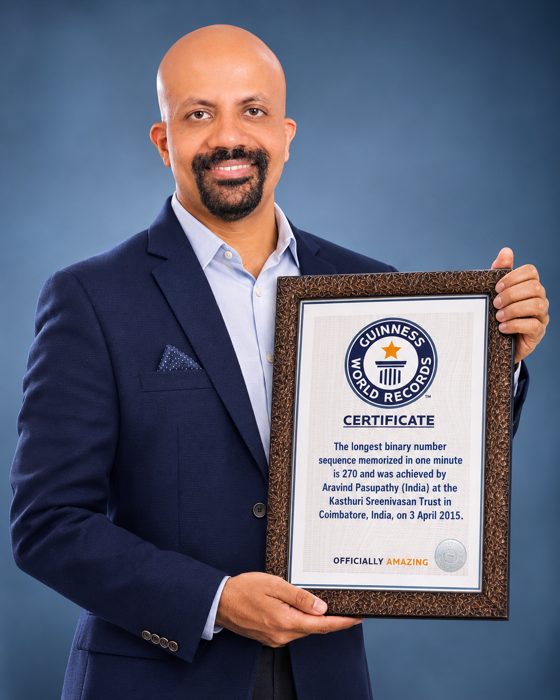 GUINNESS
WORLD RECORDS
TM
CERTIFICATE
The longest binary number
sequence memorized in one minute
is 270 and was achieved by
Aravind Pasupathy (India) at the
Kasthuri Sreenivasan Trust in
Coimbatore, India, on 3 April 2015.
OFFICIALLY AMAZING